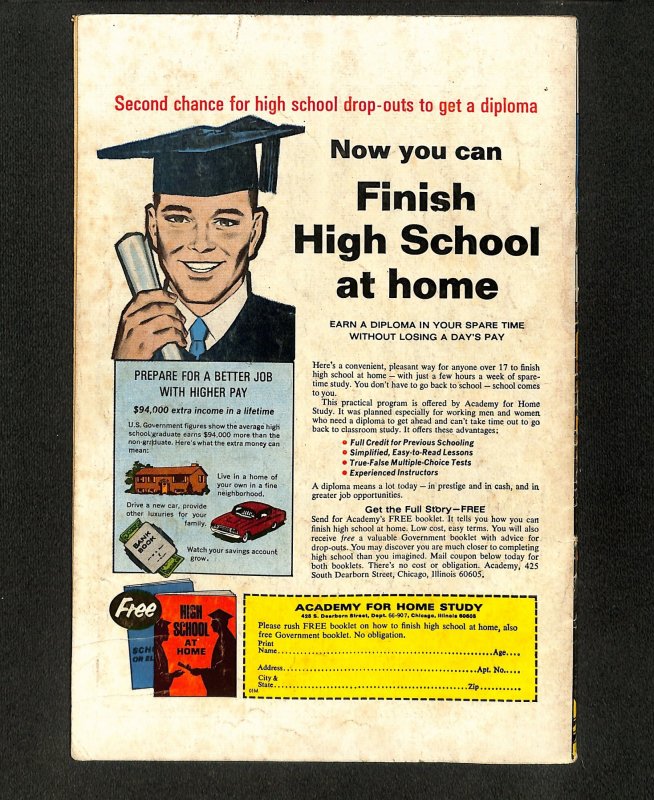 Second chance for high school drop-outs to get a diploma
Now you can
Finish
High School
at home
EARN A DIPLOMA IN YOUR SPARE TIME
WITHOUT LOSING A DAY'S PAY
PREPARE FOR A BETTER JOB
WITH HIGHER PAY
$94,000 extra income in a lifetime
U.S. Government figures show the average high
school graduate earns $94,000 more than the
non-graduate. Here's what the extra money can
mean:
Live in a home of
your own in a fine
neighborhood.
Drive a new car, provide
other luxuries for your
family.
BANK
BOOK
Watch your savings account
grow.
Here's a convenient, pleasant way for anyone over 17 to finish
high school at home — with just a few hours a week of spare-
time study. You don't have to go back to school — school comes
to you.
This practical program is offered by Academy for Home
Study. It was planned especially for working men and women
who need a diploma to get ahead and can't take time out to go
back to classroom study. It offers these advantages:
• Full Credit for Previous Schooling
• Simplified, Easy-to-Read Lessons
• True-False Multiple-Choice Tests
• Experienced Instructors
A diploma means a lot today — in prestige and in cash, and in
greater job opportunities.
Get the Full Story—FREE
Send for Academy's FREE booklet. It tells you how you can
finish high school at home. Low cost, easy terms. You will also
receive free a valuable Government booklet with advice for
drop-outs. You may discover you are much closer to completing
high school than you imagined. Mail coupon below today for
both booklets. There's no cost or obligation. Academy, 425
South Dearborn Street, Chicago, Illinois 60605.
Free
SCH
OR EL
HIGH
SCHOOL
AT
HOME
ACADEMY FOR HOME STUDY
425 S. Dearborn Street, Dept. 66-907, Chicago, Illinois 60605
Please rush FREE booklet on how to finish high school at home, also
free Government booklet. No obligation.
Print
Name........Age....
Address........Apt. No.....
City &
State........Zip............